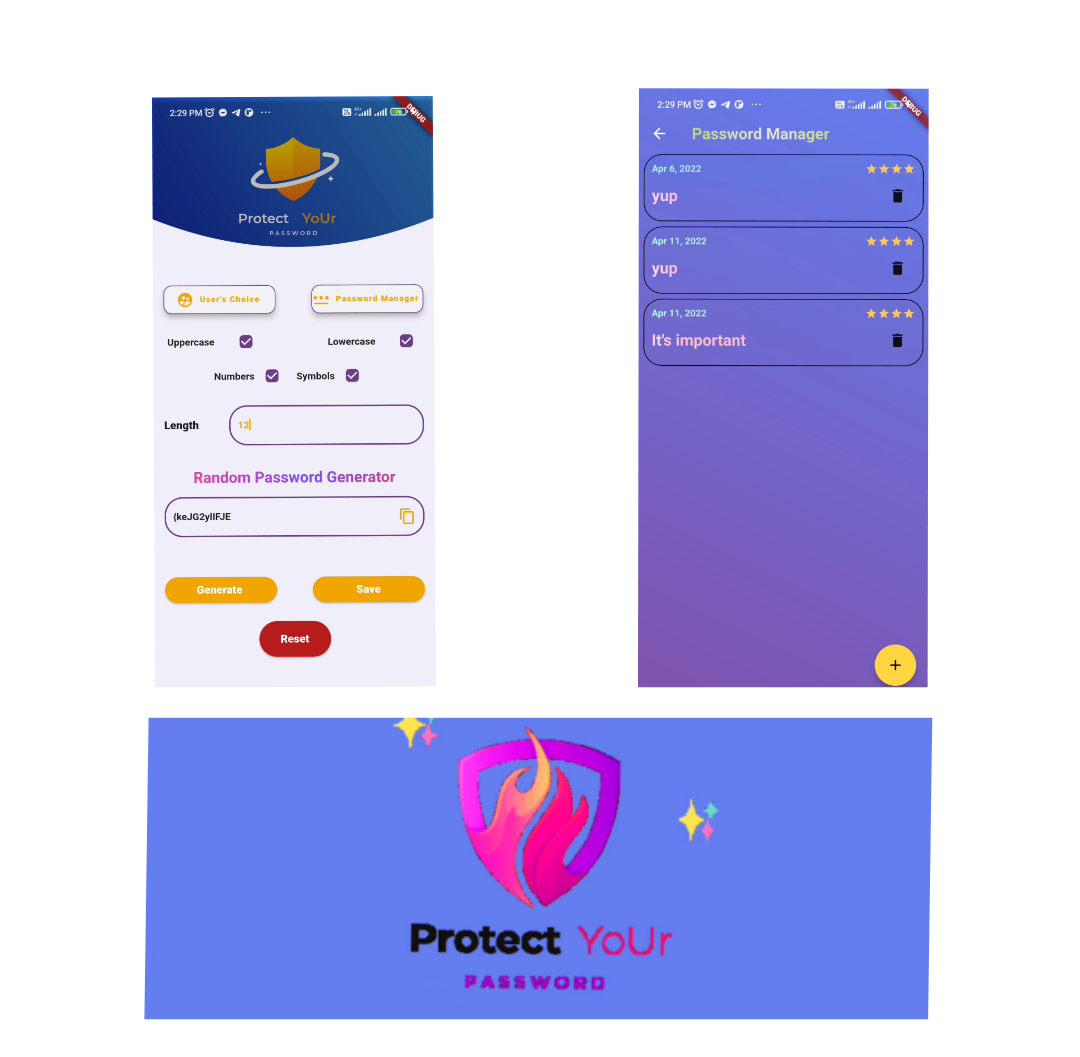 2:29 PM
DEBUG
Protect YoUr
PASSWORD
User's Choice
Password Manager
Uppercase
Lowercase
Numbers
Symbols
Length
12
Random Password Generator
{keJG2ylIFJE
Generate
Save
Reset
2:29 PM
DEBUG
Password Manager
Apr 6, 2022
yup
Apr 11, 2022
yup
Apr 11, 2022
It's important
Protect YoUr
PASSWORD